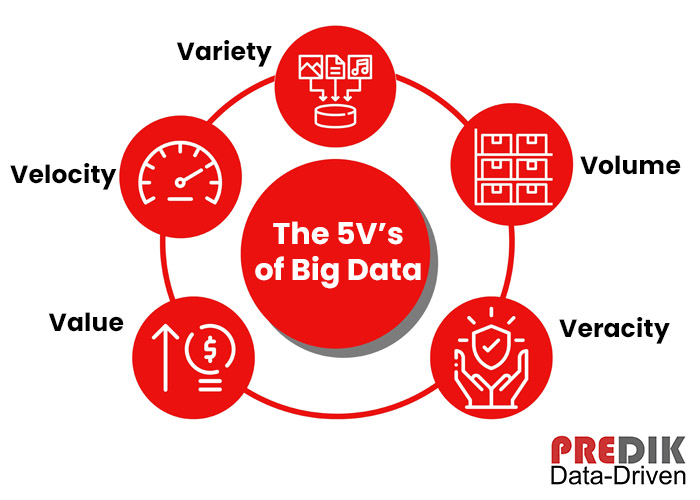 Variety
Velocity
Volume
The 5V’s
of Big Data
Value
Veracity
$
PREDIK
Data-Driven